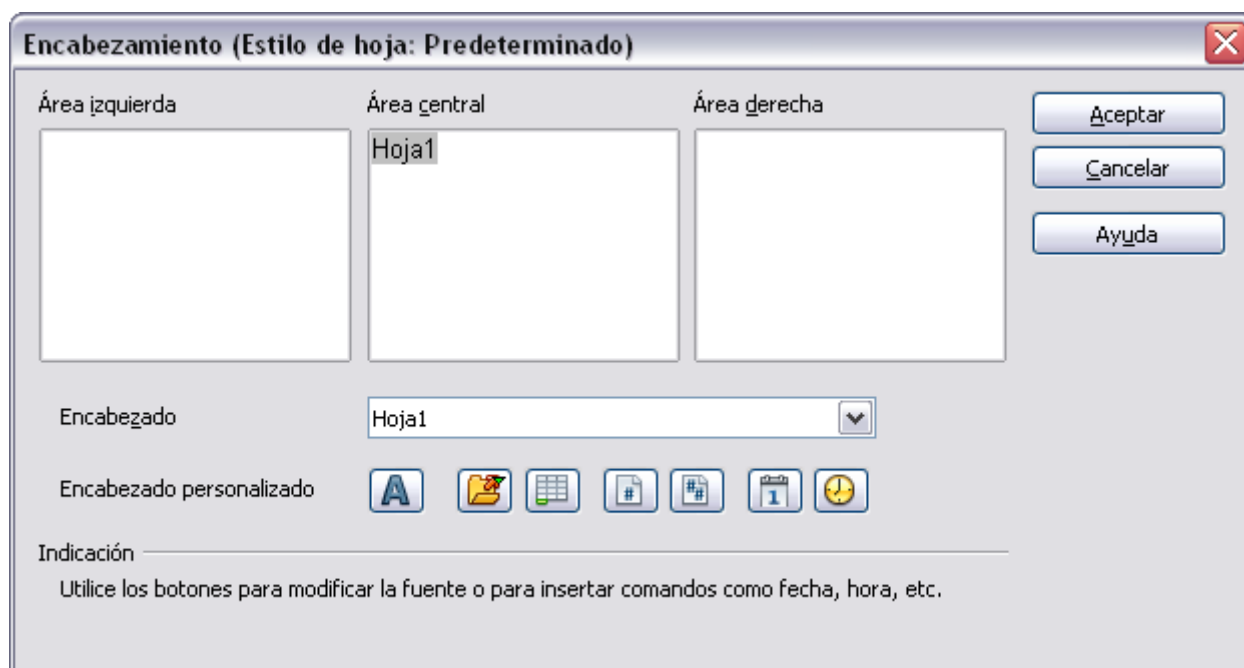 Encabezamiento (Estilo de hoja: Predeterminado)
Área izquierda Área central Área derecha
Aceptar
Hoja1
Cancelar
Ayuda
Encabezado Hoja1
Encabezado personalizado A # # # 1
Indicación
Utilice los botones para modificar la fuente o para insertar comandos como fecha, hora, etc.